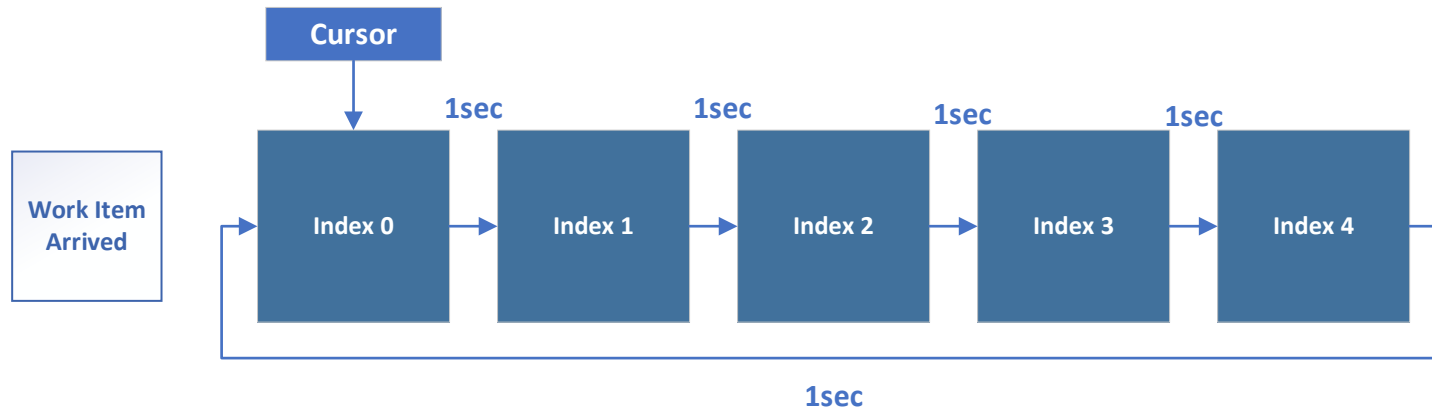 Cursor
1sec
1sec
1sec
1sec
Work Item
Arrived
Index 0
Index 1
Index 2
Index 3
Index 4
1sec